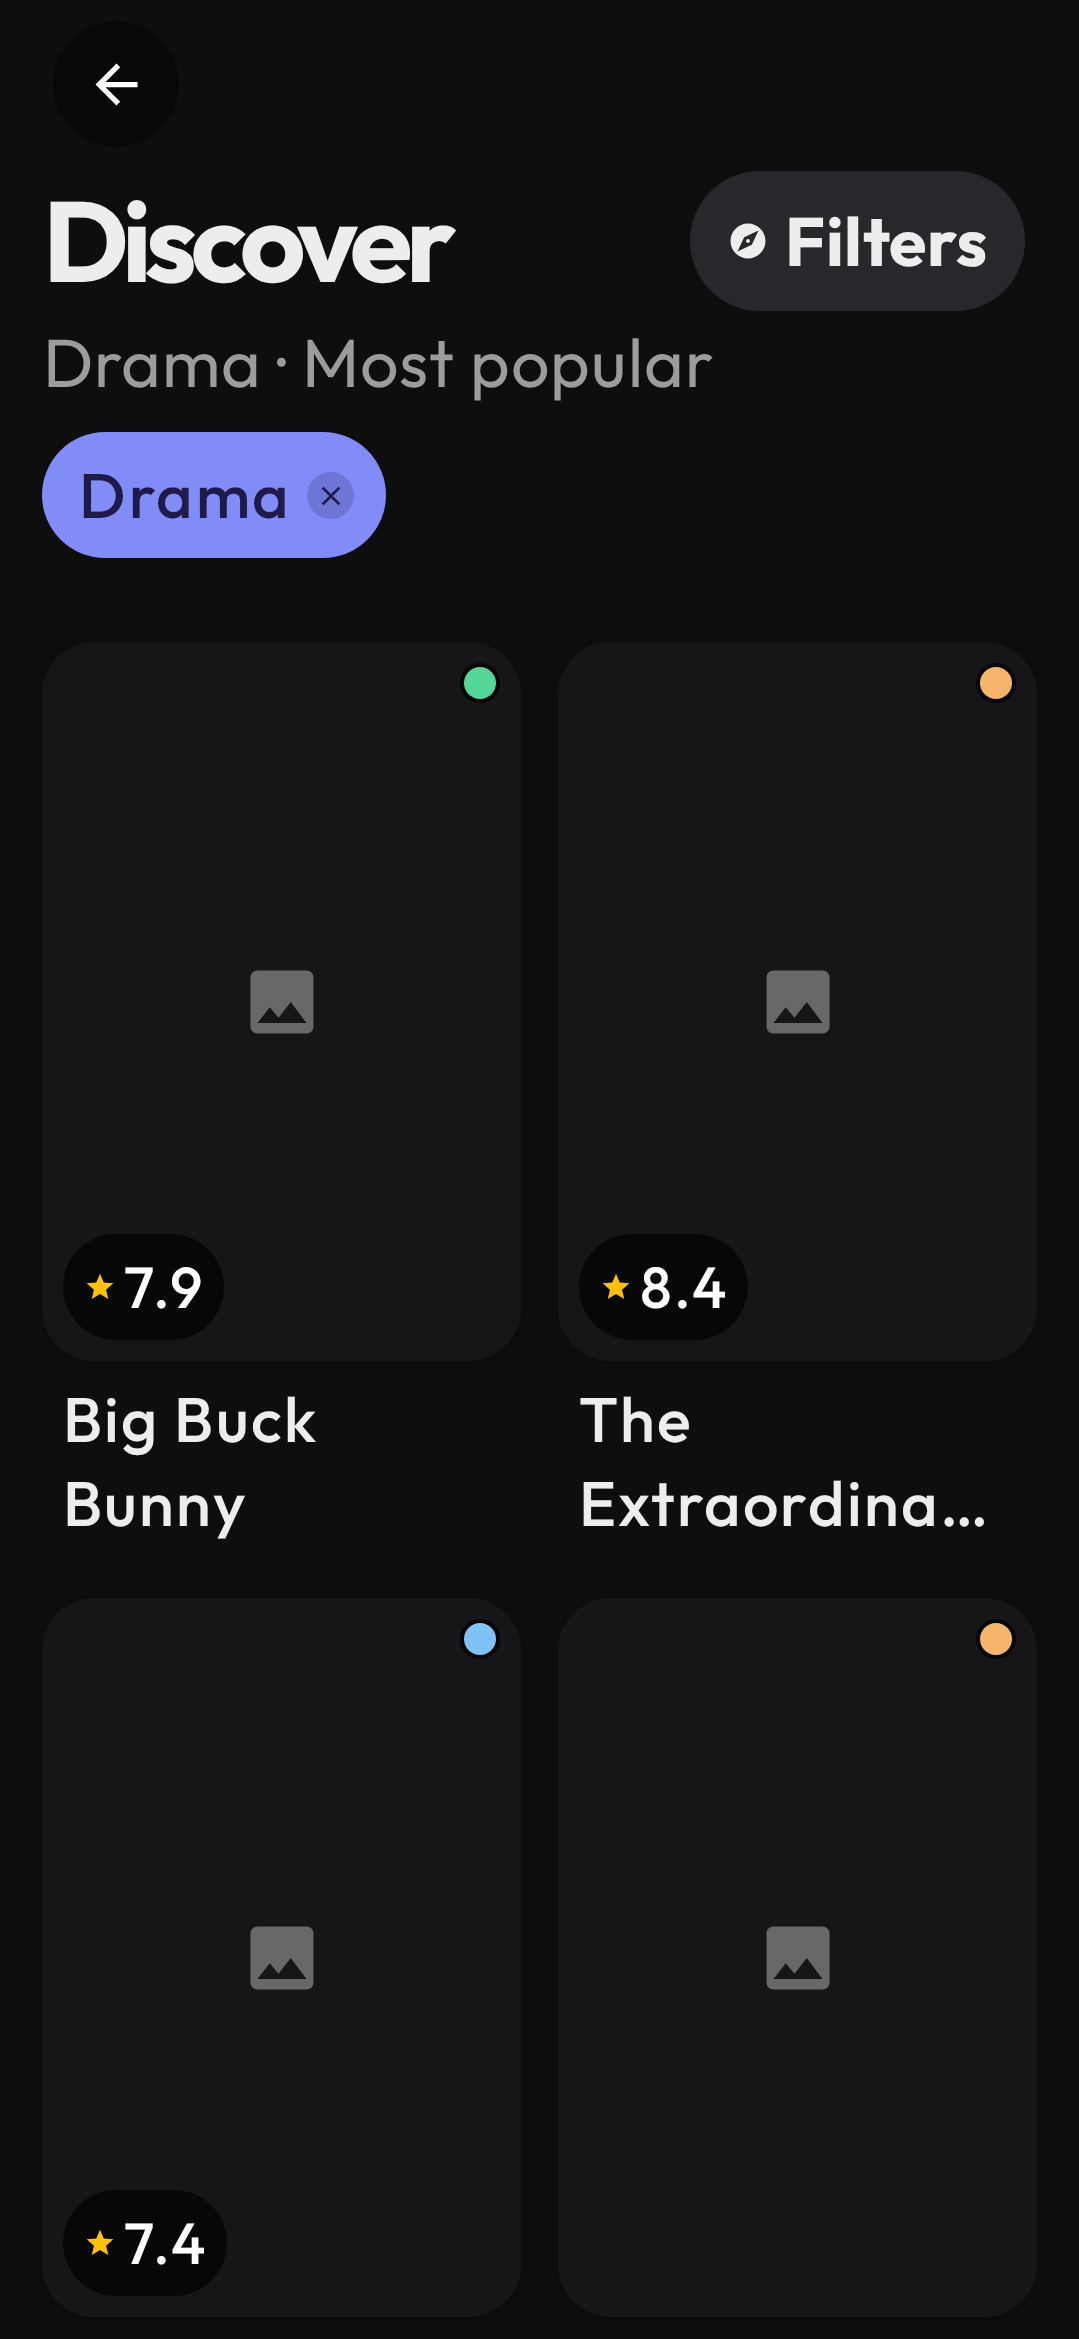 Discover
Filters
Drama · Most popular
Drama
7.9
8.4
Big Buck
Bunny
The
Extraordina...
7.4